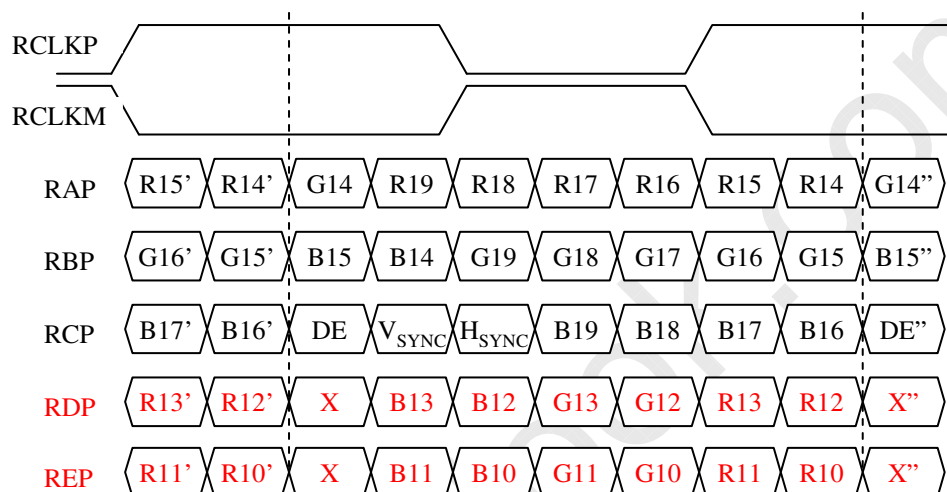 RCLKP
RCLKM
RAP R15’ R14’ G14 R19 R18 R17 R16 R15 R14 G14”
RBP G16’ G15’ B15 B14 G19 G18 G17 G16 G15 B15”
RCP B17’ B16’ DE VSYNC HSYNC B19 B18 B17 B16 DE”
RDP R13’ R12’ X B13 B12 G13 G12 R13 R12 X”
REP R11’ R10’ X B11 B10 G11 G10 R11 R10 X”